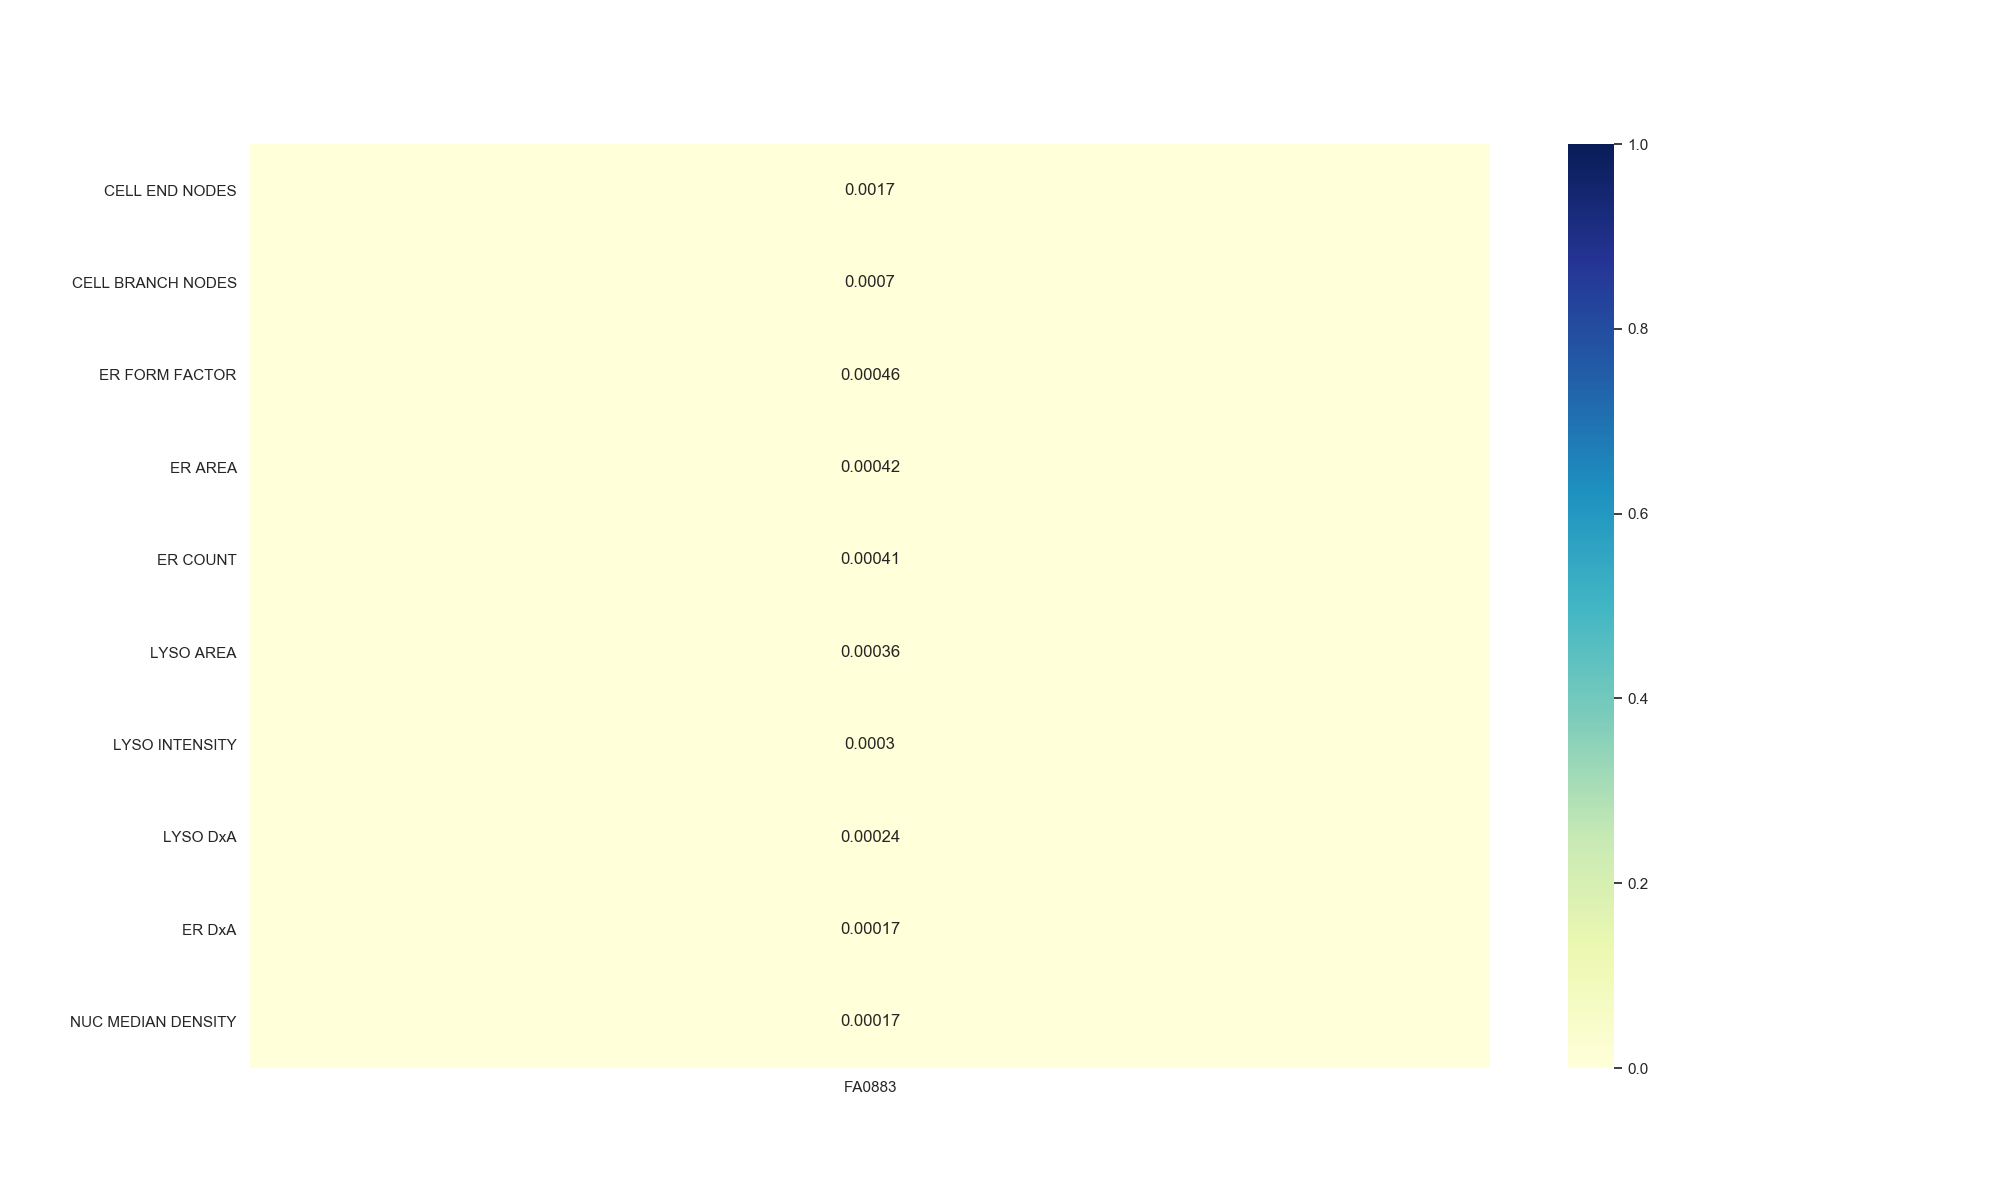 CELL END NODES 0.0017
CELL BRANCH NODES 0.0007
ER FORM FACTOR 0.00046
ER AREA 0.00042
ER COUNT 0.00041
LYSO AREA 0.00036
LYSO INTENSITY 0.0003
LYSO DxA 0.00024
ER DxA 0.00017
NUC MEDIAN DENSITY 0.00017
FA0883
1.0
0.8
0.6
0.4
0.2
0.0